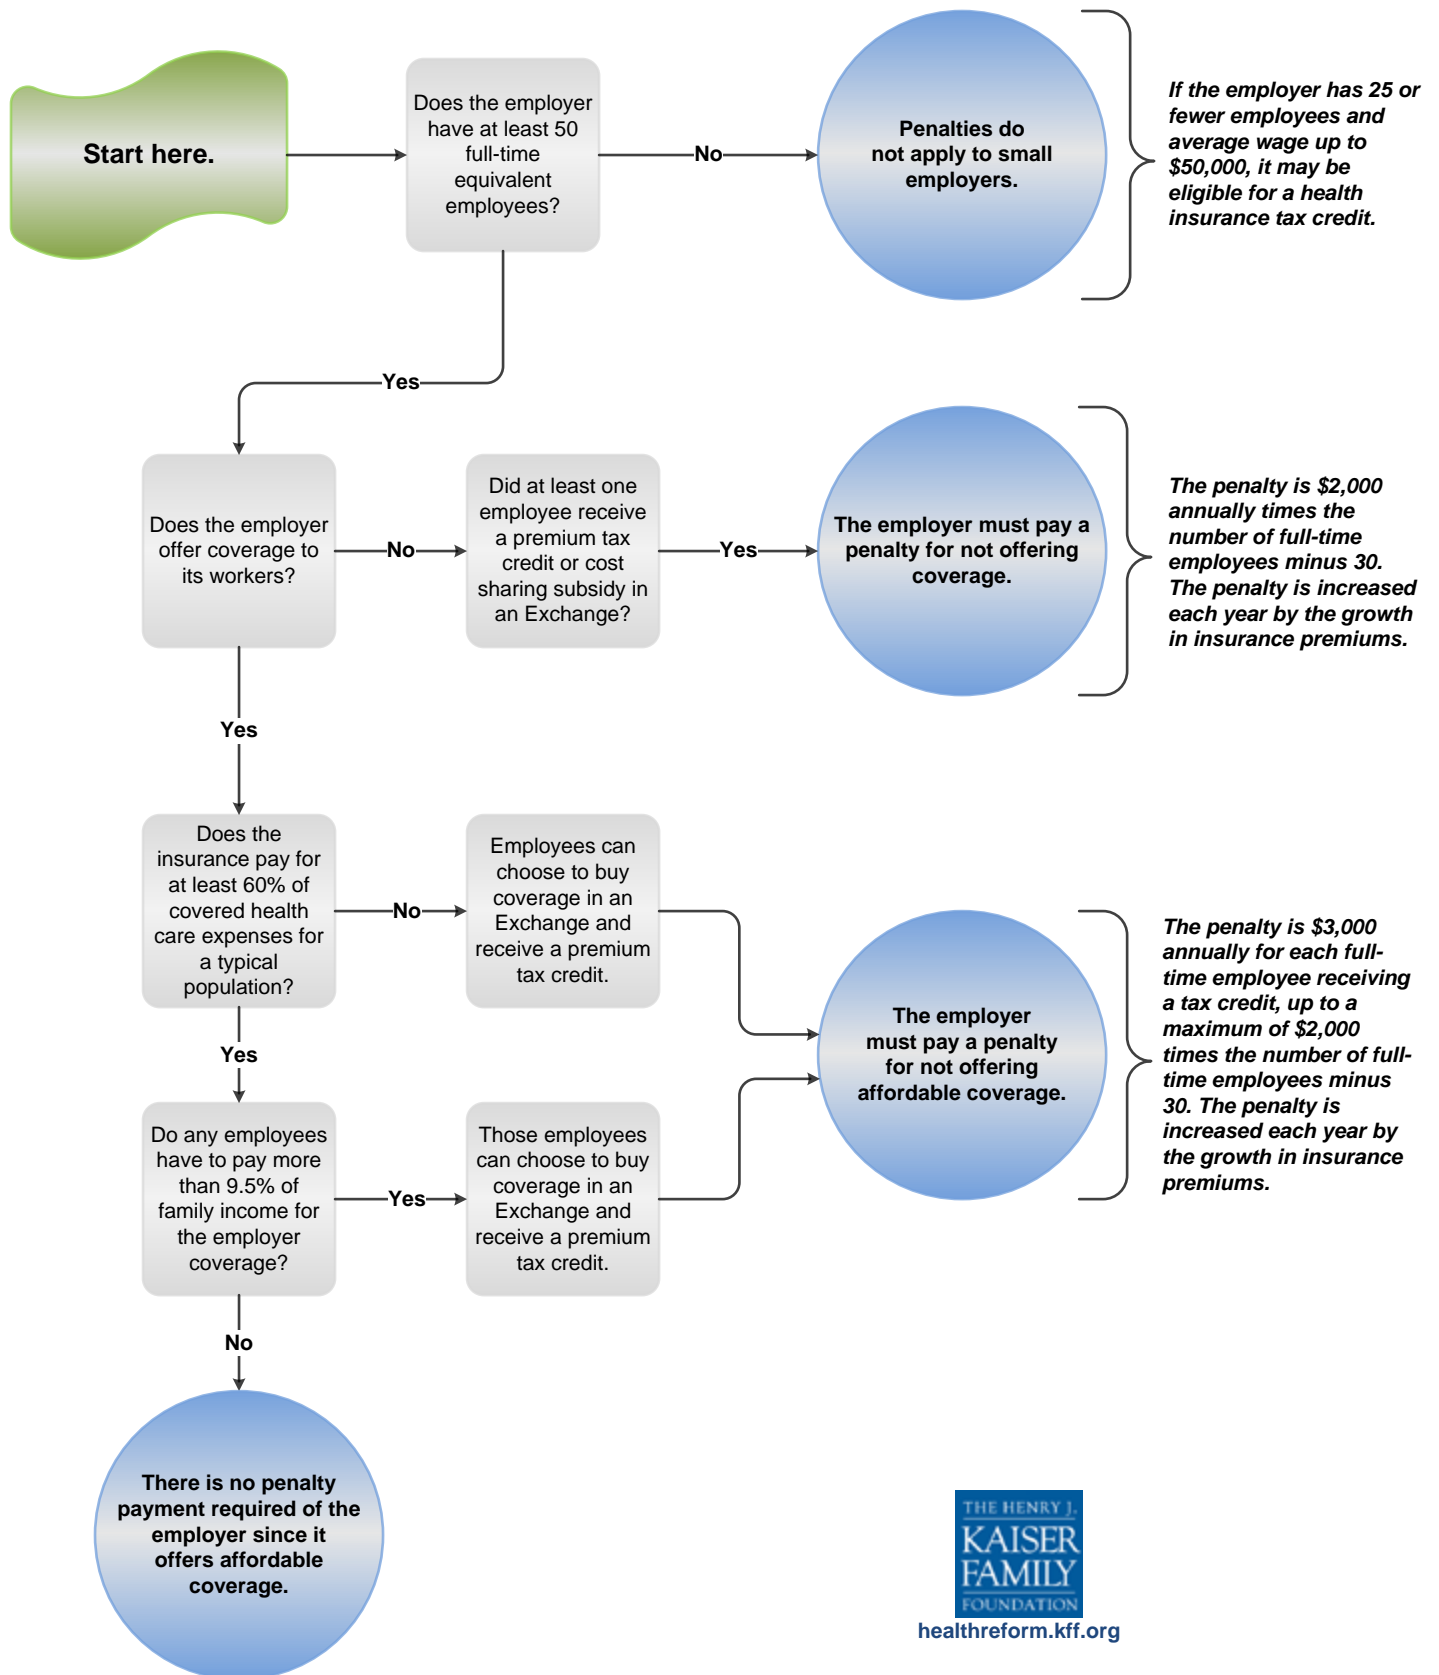 Start here.
Does the employer
have at least 50
full-time
equivalent
employees?
No
Penalties do
not apply to small
employers.
If the employer has 25 or
fewer employees and
average wage up to
$50,000, it may be
eligible for a health
insurance tax credit.
Yes
Does the employer
offer coverage to
its workers?
No
Did at least one
employee receive
a premium tax
credit or cost
sharing subsidy in
an Exchange?
Yes
The employer must pay a
penalty for not offering
coverage.
The penalty is $2,000
annually times the
number of full-time
employees minus 30.
The penalty is increased
each year by the growth
in insurance premiums.
Yes
Does the
insurance pay for
at least 60% of
covered health
care expenses for
a typical
population?
No
Employees can
choose to buy
coverage in an
Exchange and
receive a premium
tax credit.
The employer
must pay a penalty
for not offering
affordable coverage.
The penalty is $3,000
annually for each full-
time employee receiving
a tax credit, up to a
maximum of $2,000
times the number of full-
time employees minus
30. The penalty is
increased each year by
the growth in insurance
premiums.
Yes
Do any employees
have to pay more
than 9.5% of
family income for
the employer
coverage?
Yes
Those employees
can choose to buy
coverage in an
Exchange and
receive a premium
tax credit.
No
There is no penalty
payment required of the
employer since it
offers affordable
coverage.
THE HENRY J.
KAISER
FAMILY
FOUNDATION
healthreform.kff.org